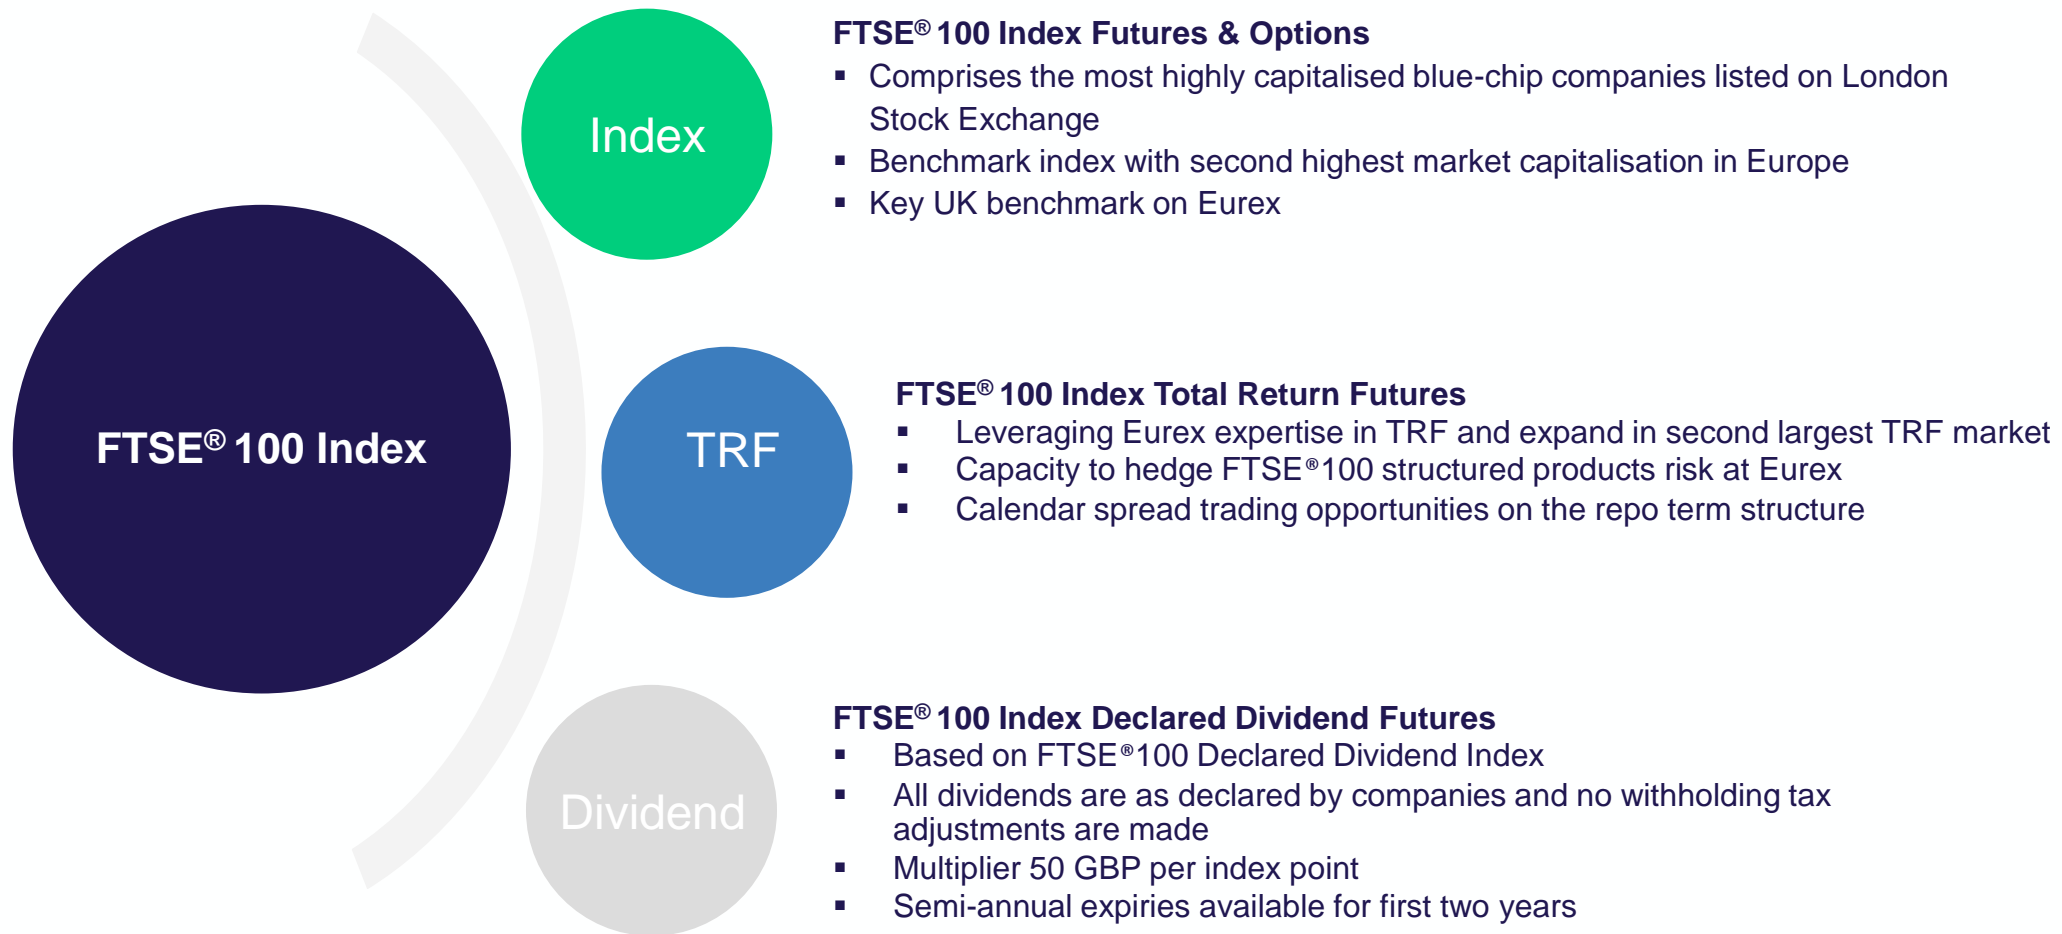 FTSE® 100 Index
Index
FTSE® 100 Index Futures & Options
▪ Comprises the most highly capitalised blue-chip companies listed on London
Stock Exchange
▪ Benchmark index with second highest market capitalisation in Europe
▪ Key UK benchmark on Eurex
TRF
FTSE® 100 Index Total Return Futures
▪ Leveraging Eurex expertise in TRF and expand in second largest TRF market
▪ Capacity to hedge FTSE®100 structured products risk at Eurex
▪ Calendar spread trading opportunities on the repo term structure
Dividend
FTSE® 100 Index Declared Dividend Futures
▪ Based on FTSE®100 Declared Dividend Index
▪ All dividends are as declared by companies and no withholding tax
adjustments are made
▪ Multiplier 50 GBP per index point
▪ Semi-annual expiries available for first two years